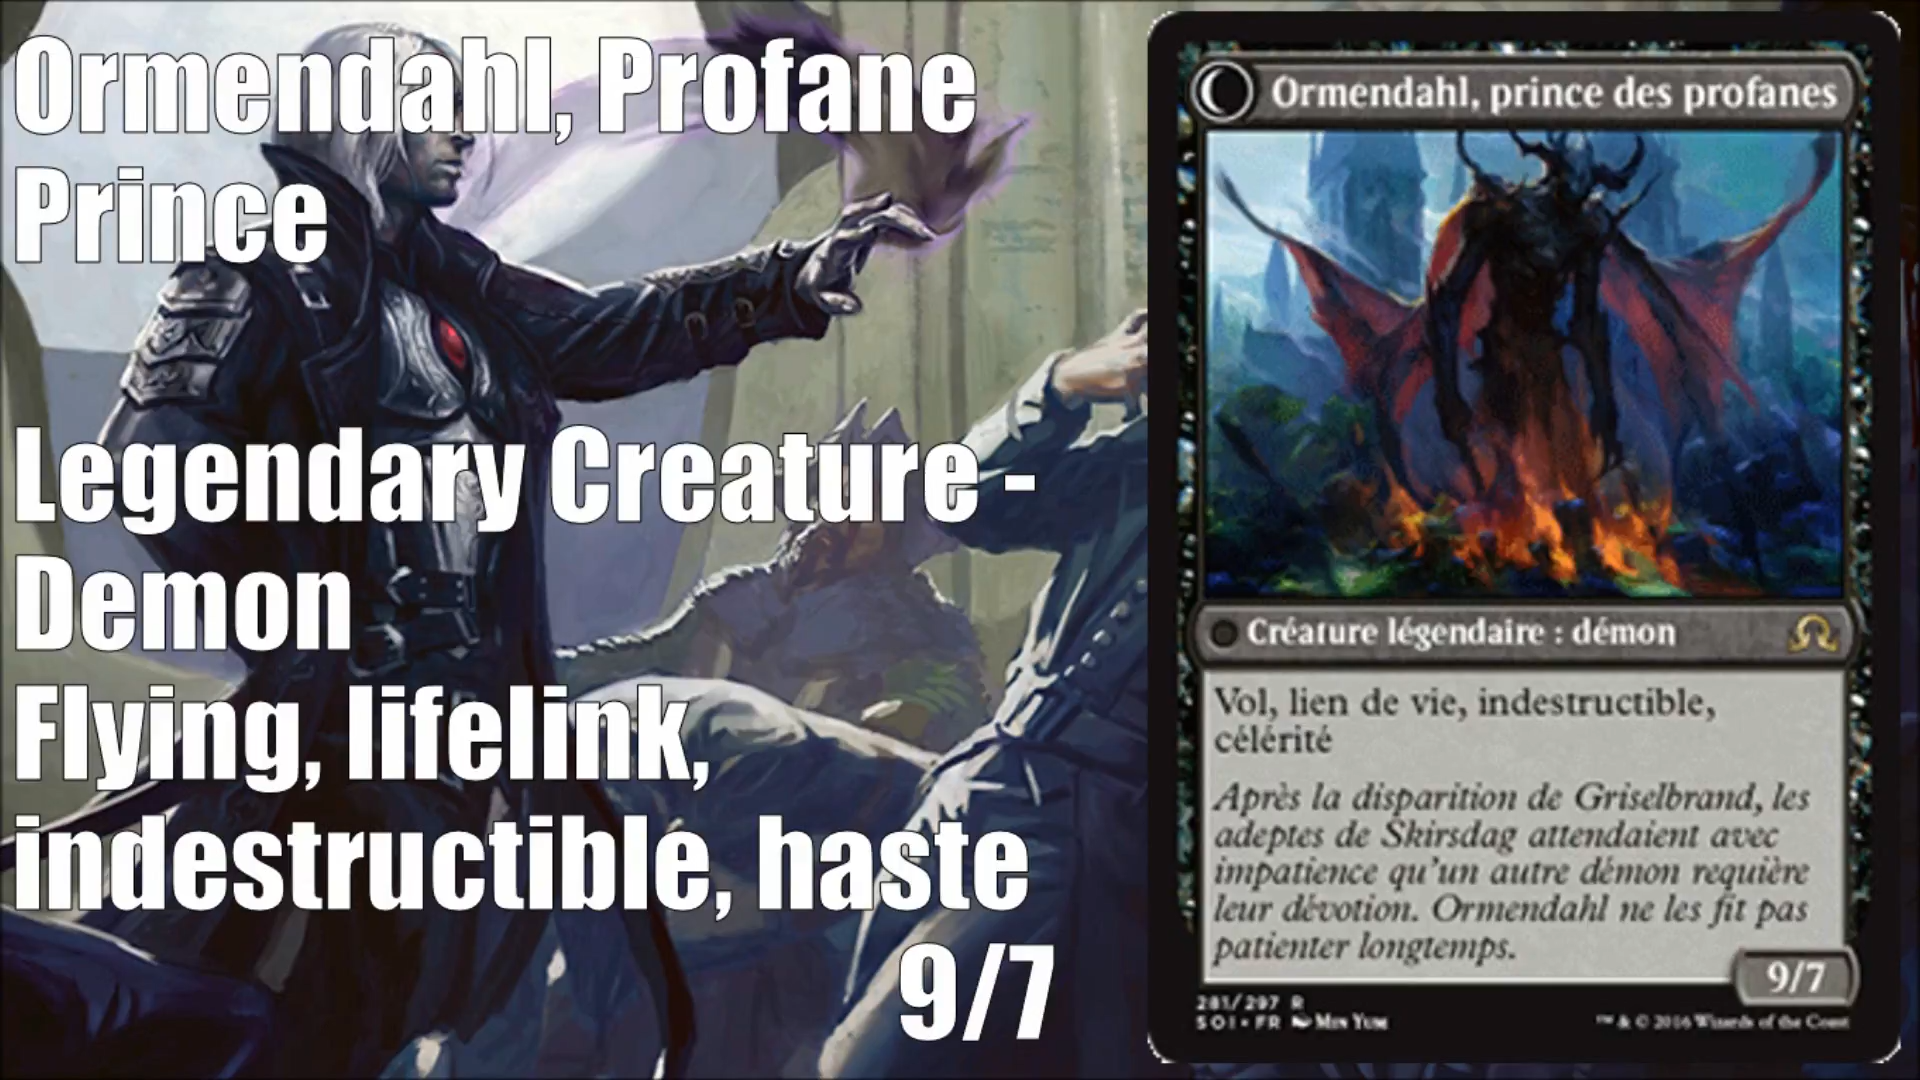 Ormendahl, Profane
Prince
Legendary Creature -
Demon
Flying, lifelink,
indestructible, haste
9/7
Ormendahl, prince des profanes
Créature légendaire : démon
Vol, lien de vie, indestructible,
célérité
Après la disparition de Griselbrand, les
adeptes de Skirsdag attendaient avec
impatience qu'un autre démon requière
leur dévotion. Ormendahl ne les fit pas
patienter longtemps.
9/7
281/297 R
SOI • FR Min Yum
™ & © 2016 Wizards of the Coast